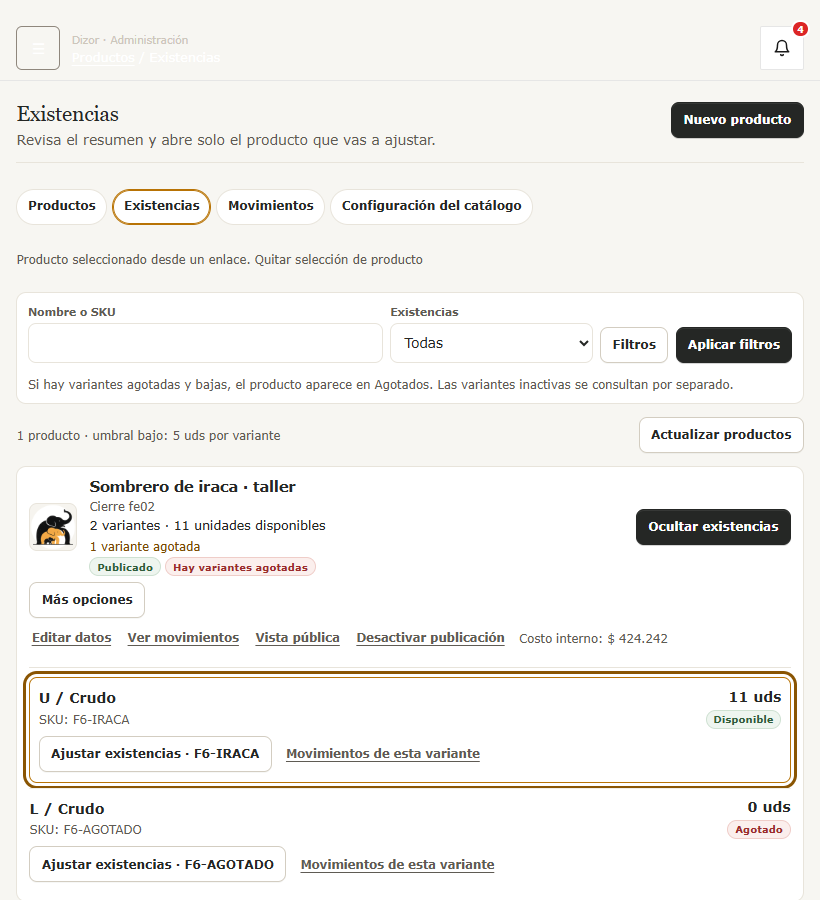 Dizor · Administración
Productos / Existencias
4
Existencias
Revisa el resumen y abre solo el producto que vas a ajustar.
Nuevo producto
Productos
Existencias
Movimientos
Configuración del catálogo
Producto seleccionado desde un enlace. Quitar selección de producto
Nombre o SKU
Existencias
Todas
Filtros
Aplicar filtros
Si hay variantes agotadas y bajas, el producto aparece en Agotados. Las variantes inactivas se consultan por separado.
1 producto · umbral bajo: 5 uds por variante
Actualizar productos
Sombrero de iraca · taller
Cierre fe02
2 variantes · 11 unidades disponibles
1 variante agotada
Publicado
Hay variantes agotadas
Ocultar existencias
Más opciones
Editar datos
Ver movimientos
Vista pública
Desactivar publicación
Costo interno: $ 424.242
U / Crudo
11 uds
SKU: F6-IRACA
Disponible
Ajustar existencias · F6-IRACA
Movimientos de esta variante
L / Crudo
0 uds
SKU: F6-AGOTADO
Agotado
Ajustar existencias · F6-AGOTADO
Movimientos de esta variante